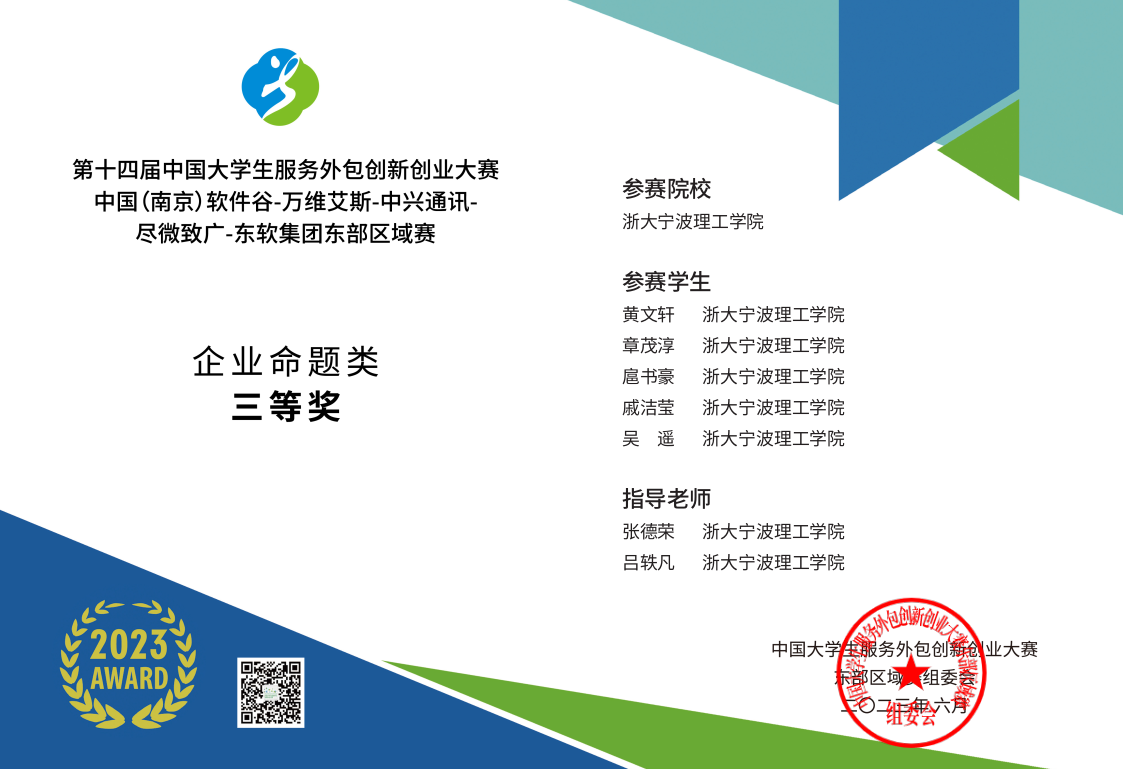 第十四届中国大学生服务外包创新创业大赛
中国(南京)软件谷-万维艾斯-中兴通讯-
尽微致广-东软集团东部区域赛
企业命题类
三等奖
2023
AWARD
参赛院校
浙大宁波理工学院
参赛学生
黄文轩 浙大宁波理工学院
章茂淳 浙大宁波理工学院
扈书豪 浙大宁波理工学院
戚洁莹 浙大宁波理工学院
吴 遥 浙大宁波理工学院
指导老师
张德荣 浙大宁波理工学院
吕轶凡 浙大宁波理工学院
中国大学生服务外包创新创业大赛
东部区域赛组委会
二〇二三年 六月
中国大学生服务外包创新创业大赛东部区域赛
组委会